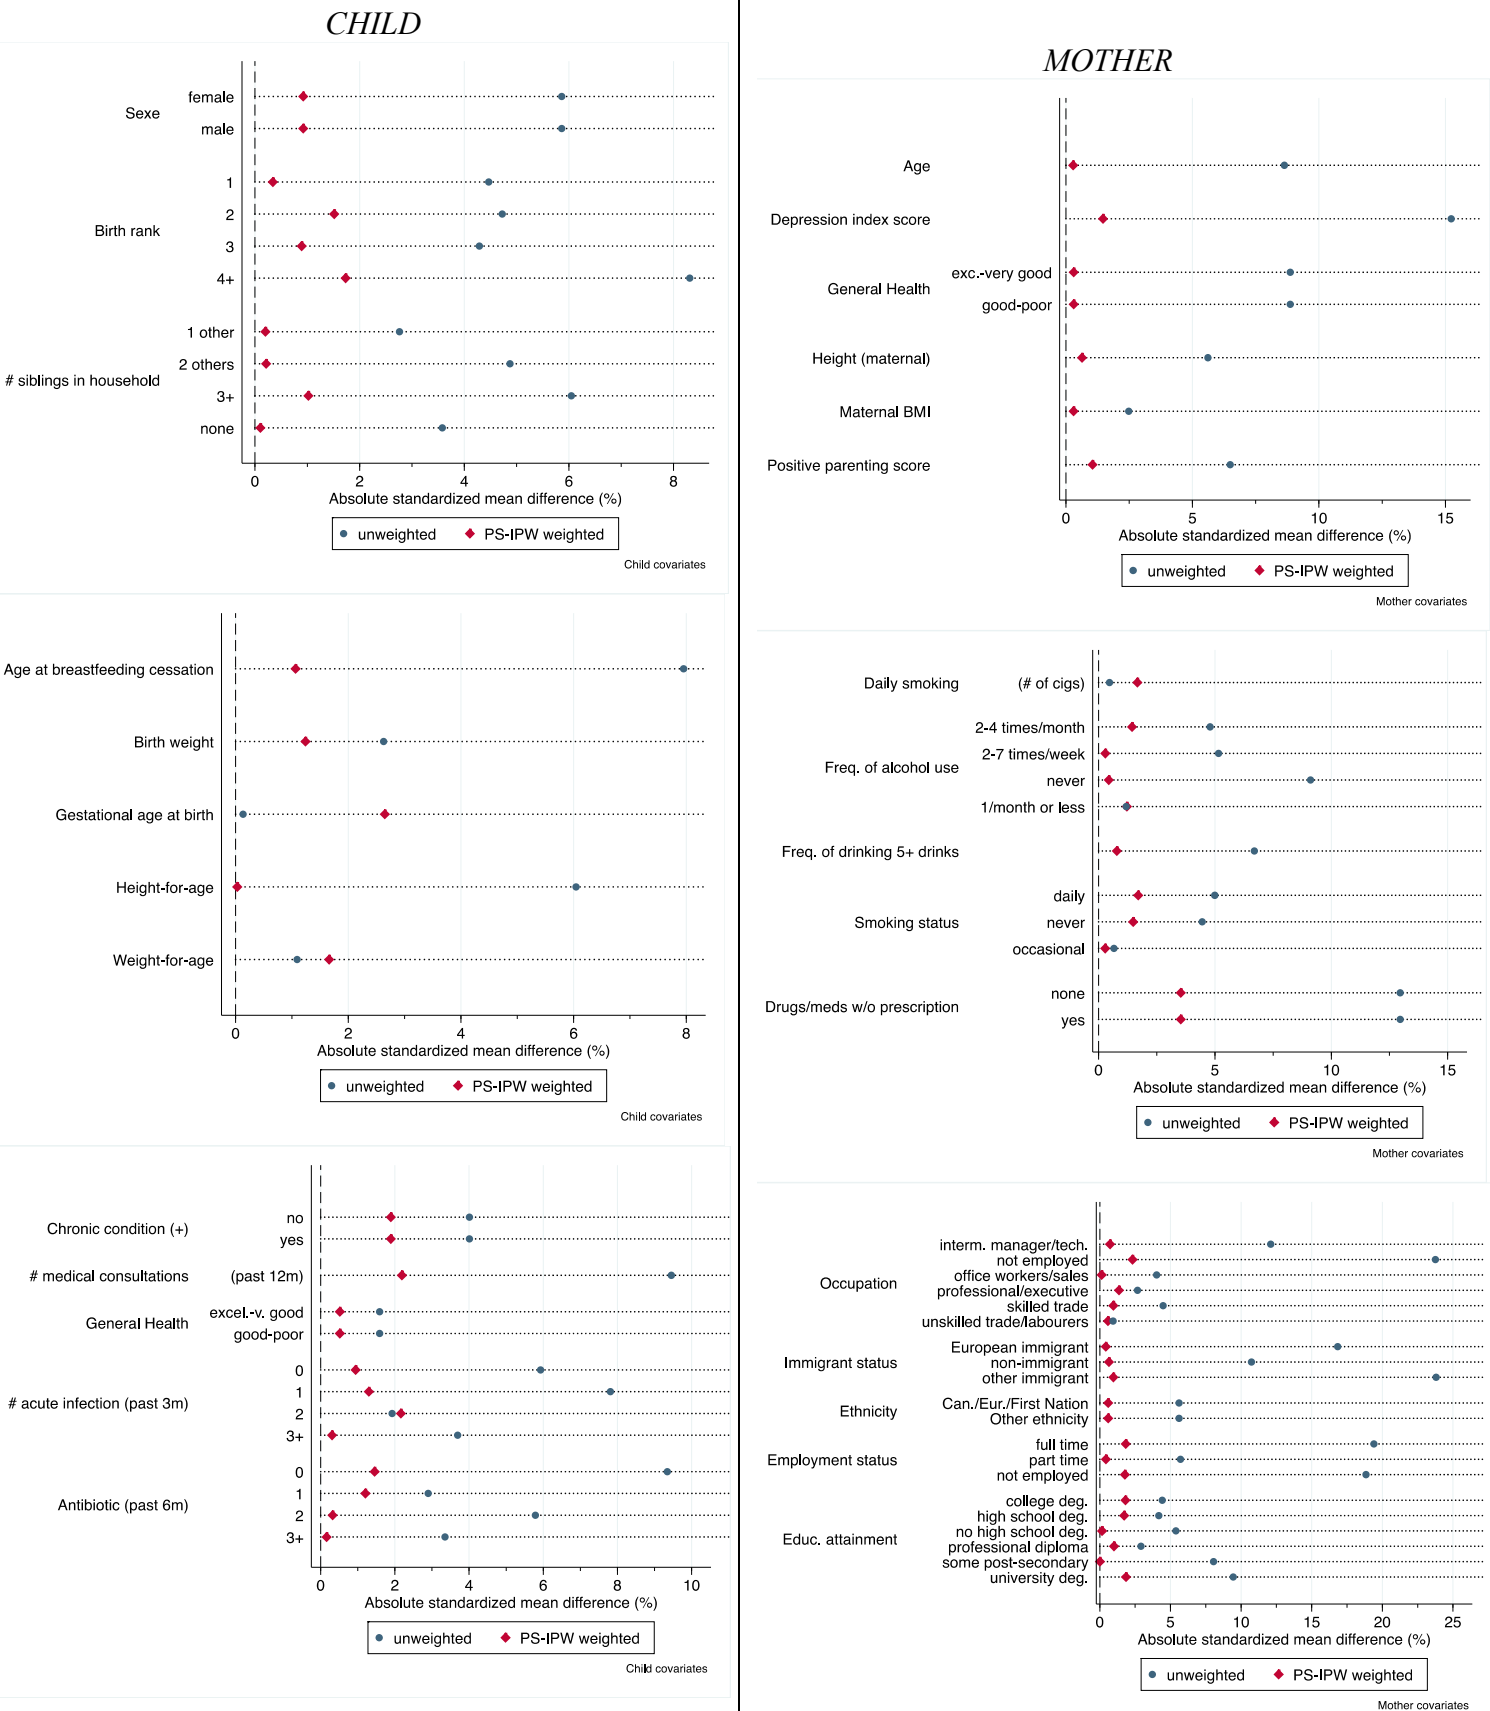 CHILD
Sexe
female
male
Birth rank
1
2
3
4+
# siblings in household
1 other
2 others
3+
none
0 2 4 6 8
Absolute standardized mean difference (%)
unweighted PS-IPW weighted
Child covariates
Age at breastfeeding cessation
Birth weight
Gestational age at birth
Height-for-age
Weight-for-age
0 2 4 6 8
Absolute standardized mean difference (%)
unweighted PS-IPW weighted
Child covariates
Chronic condition (+)
no
yes
# medical consultations (past 12m)
General Health
excel.-v. good
good-poor
# acute infection (past 3m)
0
1
2
3+
Antibiotic (past 6m)
0
1
2
3+
0 2 4 6 8 10
Absolute standardized mean difference (%)
unweighted PS-IPW weighted
Child covariates
MOTHER
Age
Depression index score
General Health
exc.-very good
good-poor
Height (maternal)
Maternal BMI
Positive parenting score
0 5 10 15
Absolute standardized mean difference (%)
unweighted PS-IPW weighted
Mother covariates
Daily smoking (# of cigs)
Freq. of alcohol use
2-4 times/month
2-7 times/week
never
1/month or less
Freq. of drinking 5+ drinks
Smoking status
daily
never
occasional
Drugs/meds w/o prescription
none
yes
0 5 10 15
Absolute standardized mean difference (%)
unweighted PS-IPW weighted
Mother covariates
Occupation
interm. manager/tech.
not employed
office workers/sales
professional/executive
skilled trade
unskilled trade/labourers
Immigrant status
European immigrant
non-immigrant
other immigrant
Ethnicity
Can./Eur./First Nation
Other ethnicity
Employment status
full time
part time
not employed
Educ. attainment
college deg.
high school deg.
no high school deg.
professional diploma
some post-secondary
university deg.
0 5 10 15 20 25
Absolute standardized mean difference (%)
unweighted PS-IPW weighted
Mother covariates